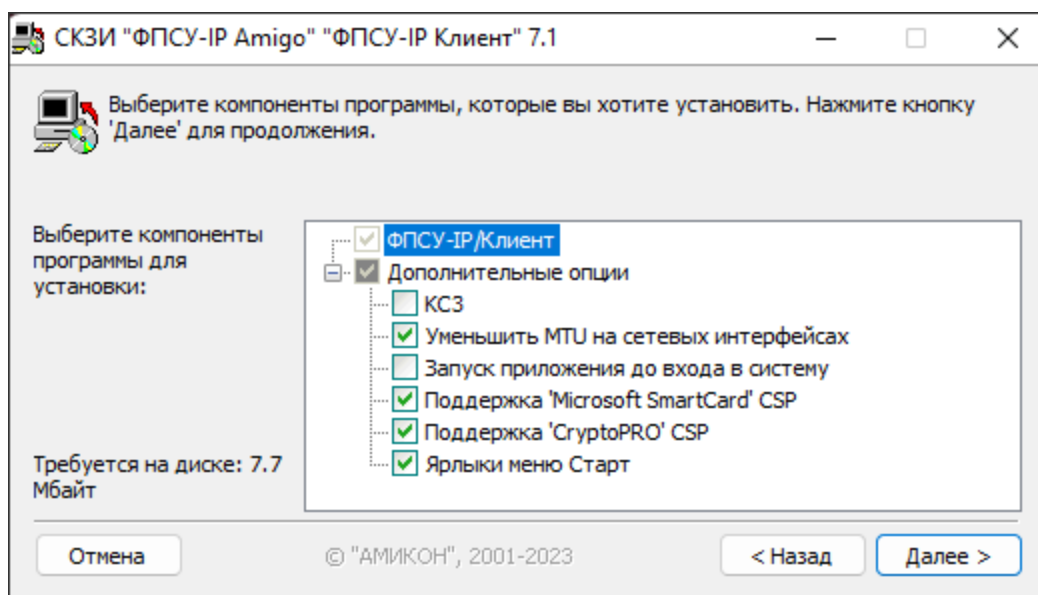 СКЗИ "ФПСУ-IP Amigo" "ФПСУ-IP Клиент" 7.1
Выберите компоненты программы, которые вы хотите установить. Нажмите кнопку
'Далее' для продолжения.
Выберите компоненты
программы для
установки:
ФПСУ-IP/Клиент
Дополнительные опции
КС3
Уменьшить MTU на сетевых интерфейсах
Запуск приложения до входа в систему
Поддержка 'Microsoft SmartCard' CSP
Поддержка 'CryptoPRO' CSP
Ярлыки меню Старт
Требуется на диске: 7.7
Мбайт
Отмена
© "АМИКОН", 2001-2023
< Назад
Далее >